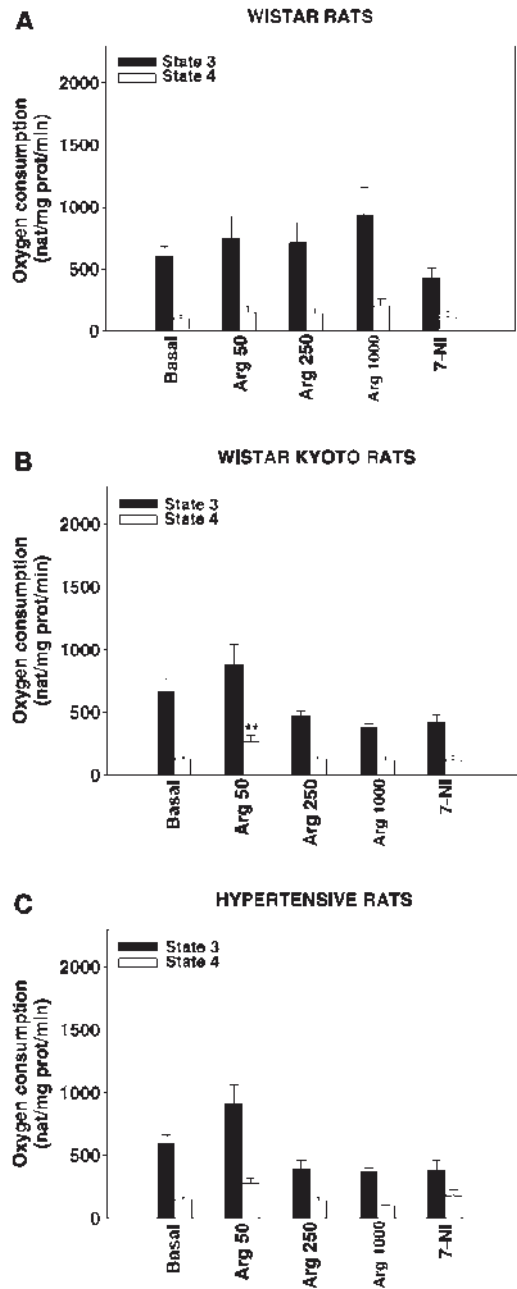 A
WISTAR RATS
State 3
State 4
Oxygen consumption
(nat/mg prot/min)
2000
1500
1000
500
0
Basal
Arg 50
Arg 250
Arg 1000
7-NI
B
WISTAR KYOTO RATS
State 3
State 4
Oxygen consumption
(nat/mg prot/min)
2000
1500
1000
500
0
**
Basal
Arg 50
Arg 250
Arg 1000
7-NI
C
HYPERTENSIVE RATS
State 3
State 4
Oxygen consumption
(nat/mg prot/min)
2000
1500
1000
500
0
Basal
Arg 50
Arg 250
Arg 1000
7-NI